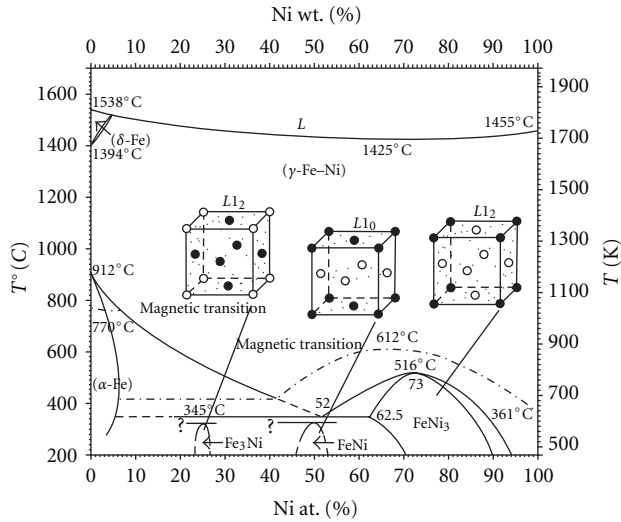 Ni wt. (%)
0 10 20 30 40 50 60 70 80 90 100
1600
1400
1200
1000
800
600
400
200
T° (C)
1900
1700
1500
1300
1100
900
700
500
T (K)
1538°C
(δ-Fe)
1394°C
L
1455°C
1425°C
(γ-Fe–Ni)
L1₂
L1₀
L1₂
912°C
Magnetic transition
770°C
Magnetic transition
612°C
516°C
73
(α-Fe)
345°C
52
62.5
FeNi₃
361°C
?
?
Fe₃Ni
FeNi
0 10 20 30 40 50 60 70 80 90 100
Ni at. (%)